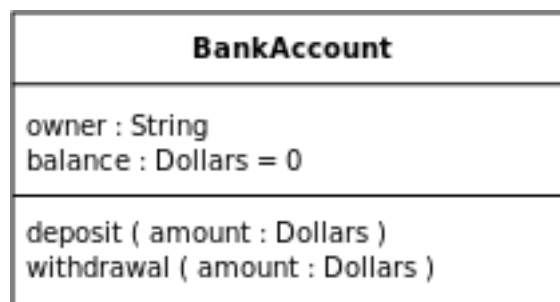 BankAccount
owner : String
balance : Dollars = 0
deposit ( amount : Dollars )
withdrawal ( amount : Dollars )